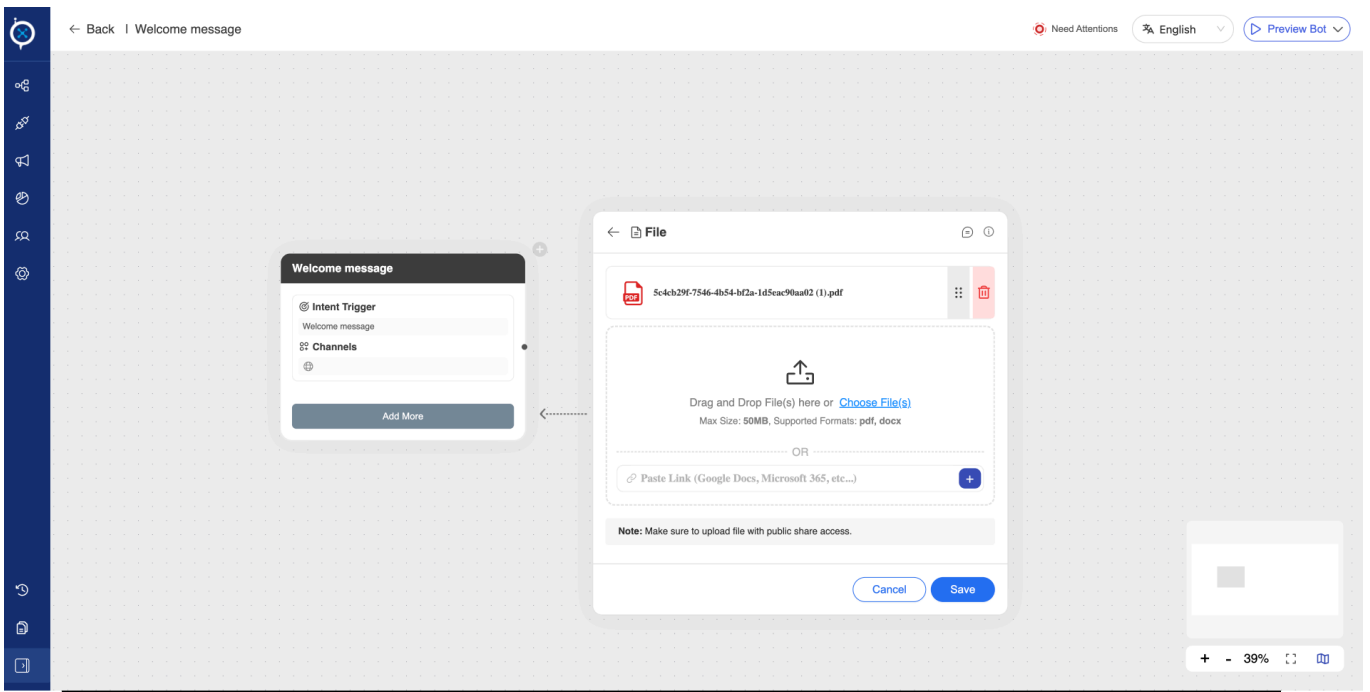 ← Back | Welcome message
Need Attentions
English
Preview Bot
File
5c4cb29f-7546-4b54-bf2a-1d5eac90aa02 (1).pdf
PDF
Welcome message
Intent Trigger
Welcome message
Channels
Add More
Drag and Drop File(s) here or Choose File(s)
Max Size: 50MB, Supported Formats: pdf, docx
OR
Paste Link (Google Docs, Microsoft 365, etc...)
+
Note: Make sure to upload file with public share access.
Cancel
Save
+ - 39%